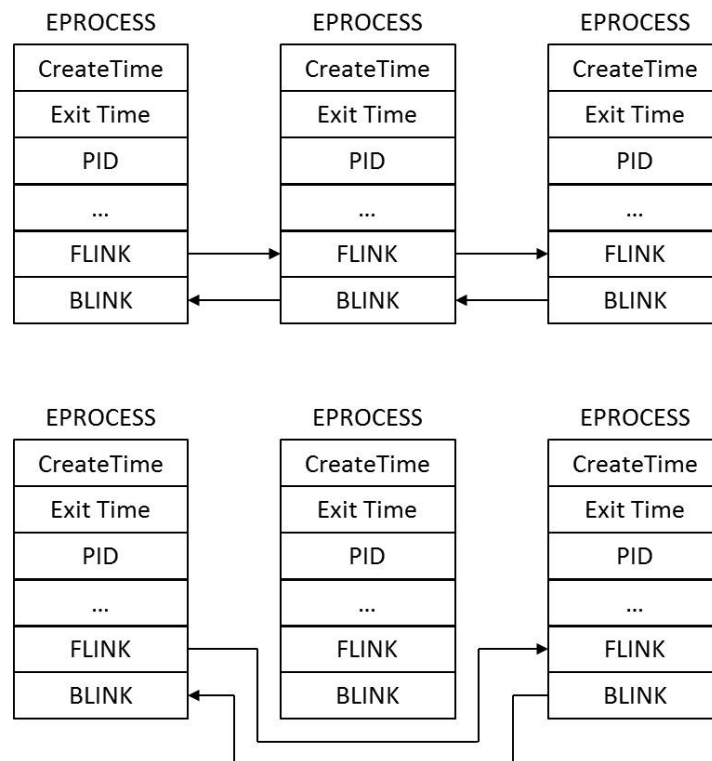 EPROCESS EPROCESS EPROCESS
CreateTime CreateTime CreateTime
Exit Time Exit Time Exit Time
PID PID PID
... ... ...
FLINK FLINK FLINK
BLINK BLINK BLINK
EPROCESS EPROCESS EPROCESS
CreateTime CreateTime CreateTime
Exit Time Exit Time Exit Time
PID PID PID
... ... ...
FLINK FLINK FLINK
BLINK BLINK BLINK